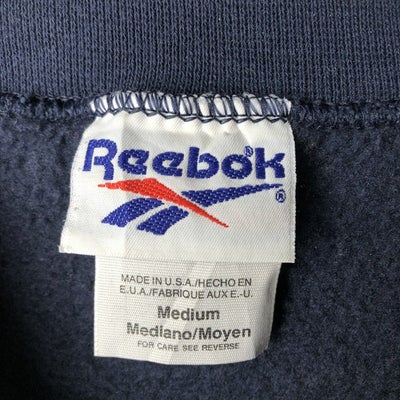 Reebok®
®
MADE IN U.S.A./HECHO EN
E.U.A./FABRIQUE AUX E.-U.
Medium
Mediano/Moyen
FOR CARE SEE REVERSE